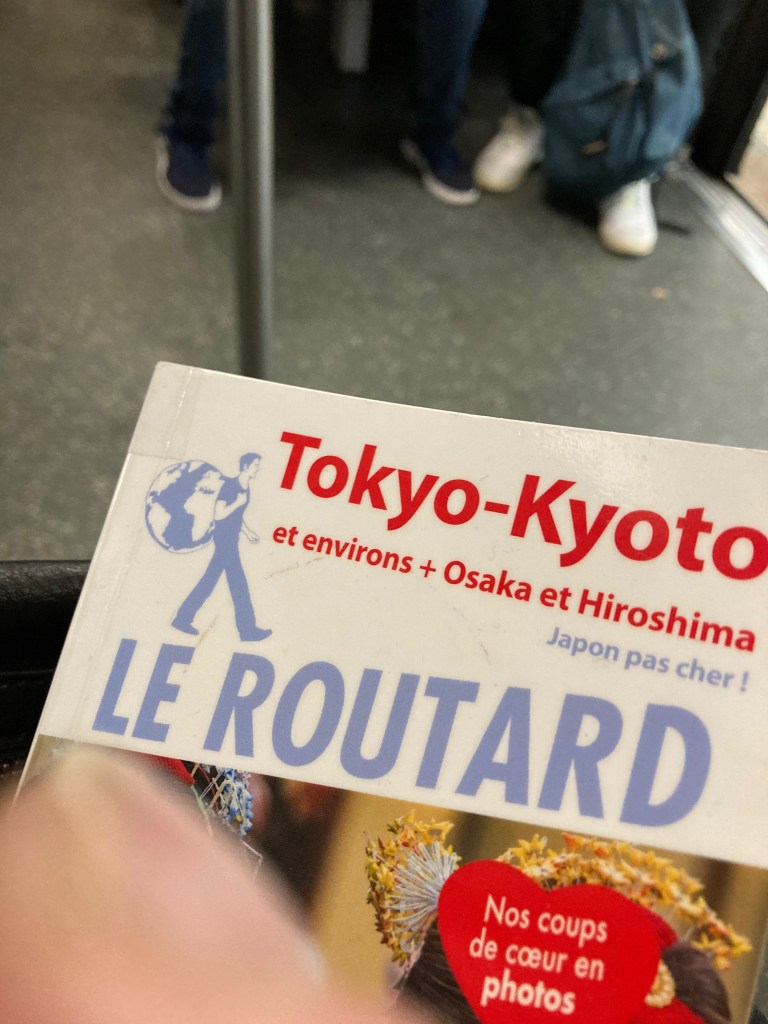 Tokyo-Kyoto
et environs + Osaka et Hiroshima
Japon pas cher !
LE ROUTARD
Nos coups
de cœur en
photos